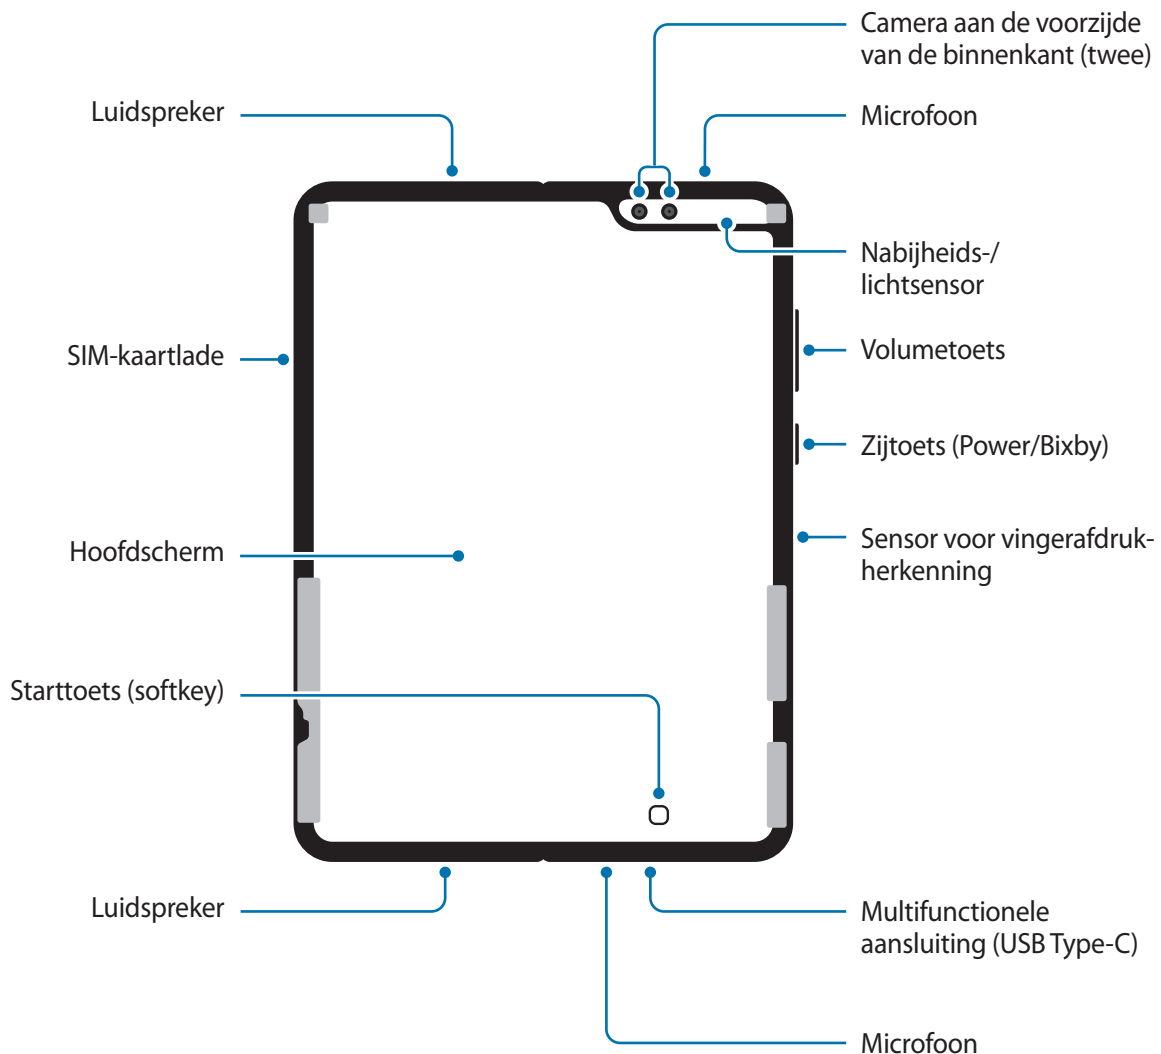 Camera aan de voorzijde
van de binnenkant (twee)
Luidspreker
Microfoon
Nabijheids-/
lichtsensor
SIM-kaartlade
Volumetoets
Zijtoets (Power/Bixby)
Hoofdscherm
Sensor voor vingerafdruk-
herkenning
Starttoets (softkey)
Luidspreker
Multifunctionele
aansluiting (USB Type-C)
Microfoon